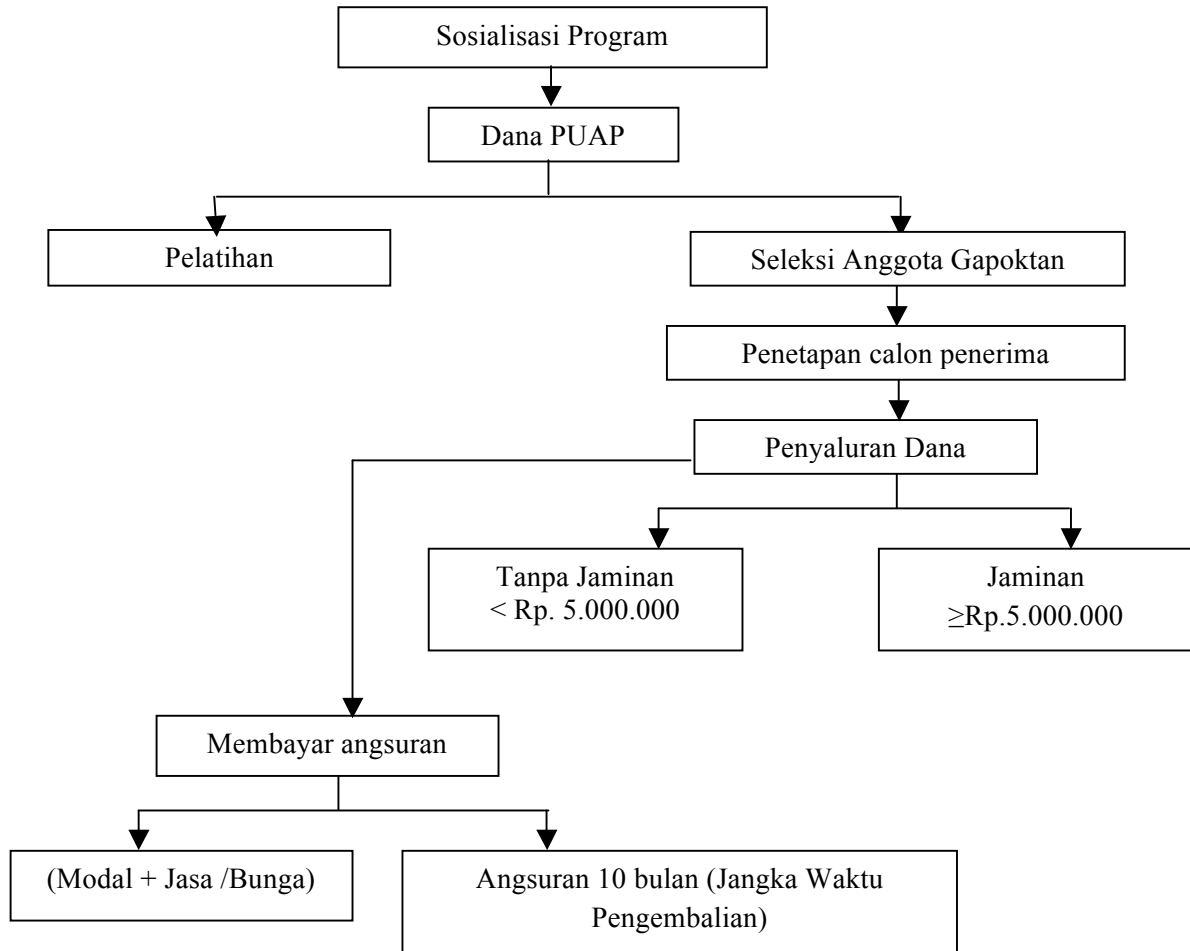 Sosialisasi Program
Dana PUAP
Pelatihan
Seleksi Anggota Gapoktan
Penetapan calon penerima
Penyaluran Dana
Tanpa Jaminan
< Rp. 5.000.000
Jaminan
≥Rp.5.000.000
Membayar angsuran
(Modal + Jasa /Bunga)
Angsuran 10 bulan (Jangka Waktu
Pengembalian)